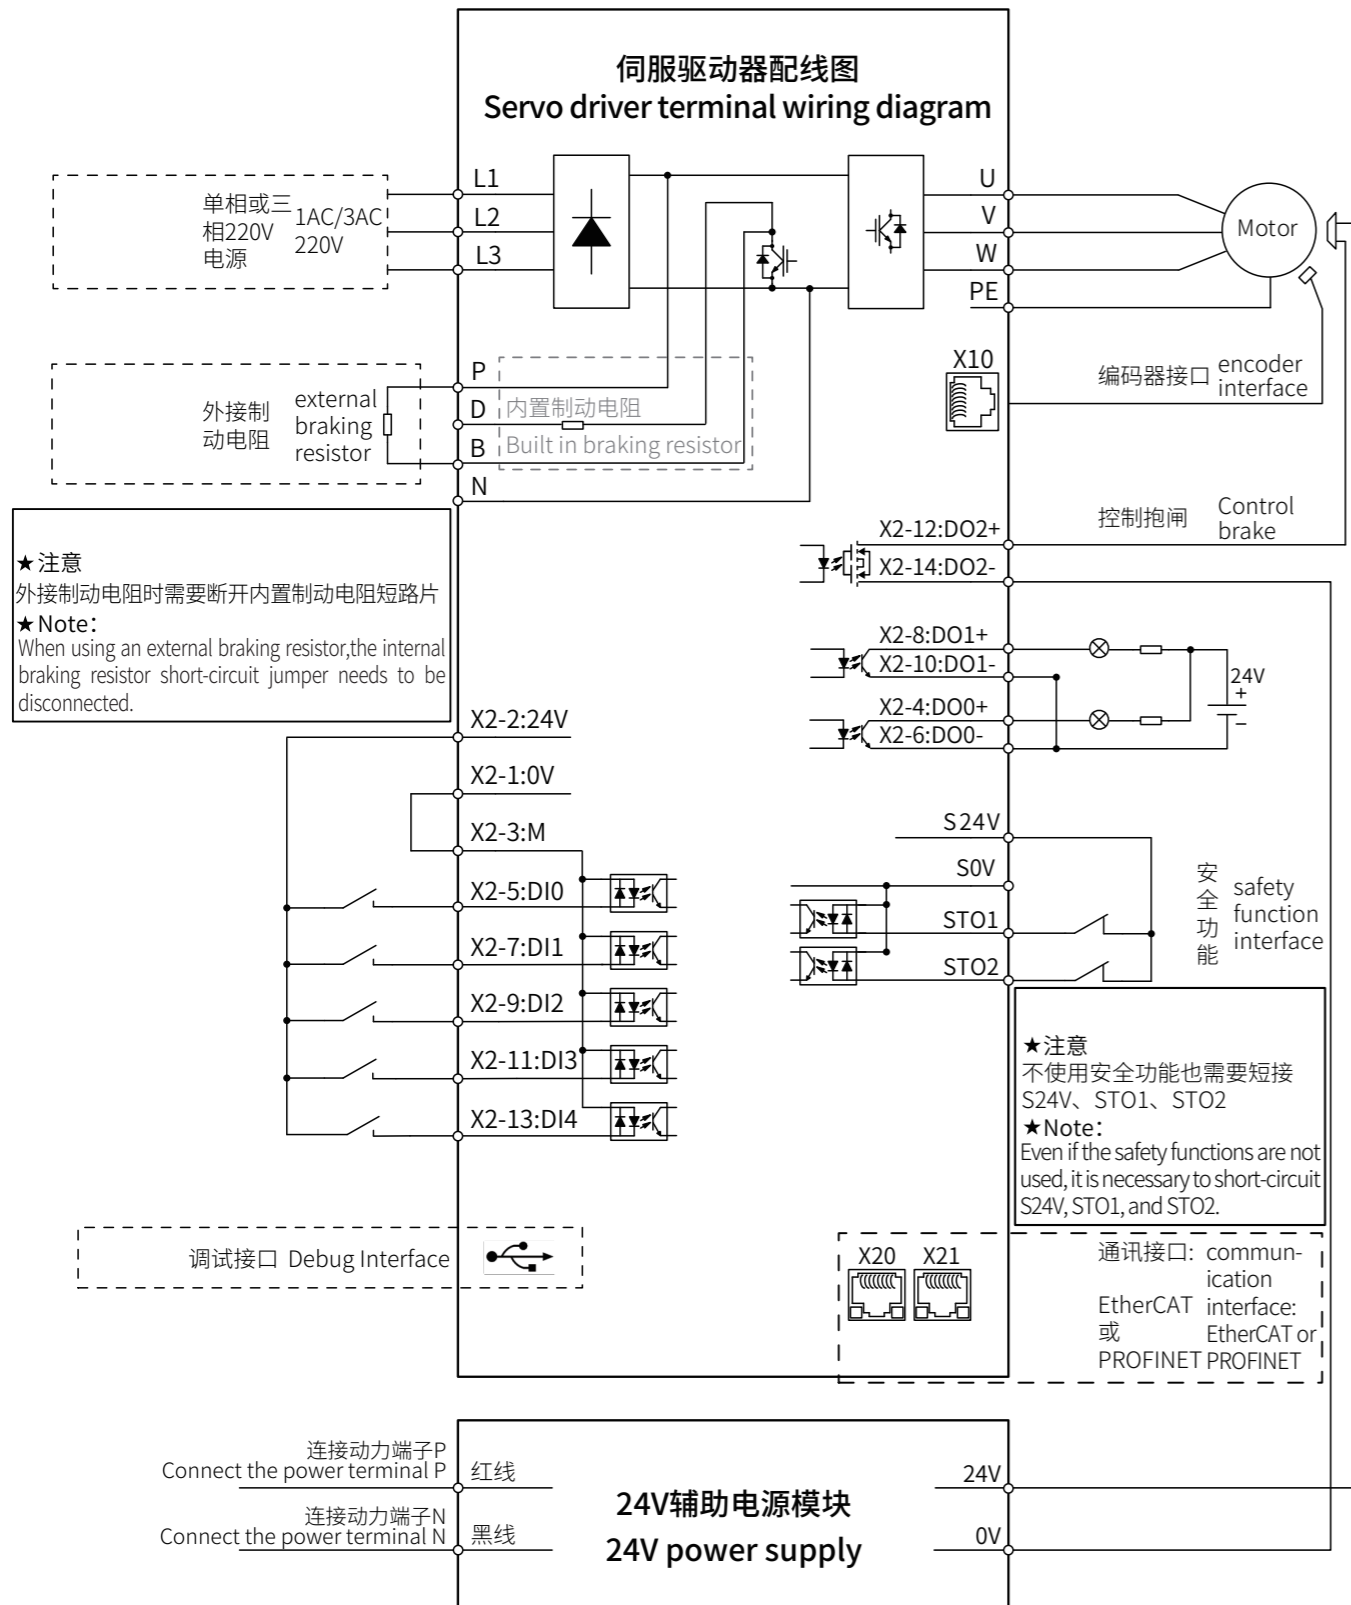 伺服驱动器配线图
Servo driver terminal wiring diagram
单相或三
相220V
电源
1AC/3AC
220V
L1
L2
L3
U
V
W
PE
Motor
外接制
动电阻
external
braking
resistor
P
D
B
N
内置制动电阻
Built in braking resistor
X10
编码器接口
encoder
interface
控制抱闸
Control
brake
★注意
外接制动电阻时需要断开内置制动电阻短路片
★Note:
When using an external braking resistor,the internal
braking resistor short-circuit jumper needs to be
disconnected.
X2-12:DO2+
X2-14:DO2-
X2-8:DO1+
X2-10:DO1-
X2-4:DO0+
X2-6:DO0-
24V
+
−
X2-2:24V
X2-1:0V
X2-3:M
X2-5:DI0
X2-7:DI1
X2-9:DI2
X2-11:DI3
X2-13:DI4
S24V
S0V
STO1
STO2
安
全
功
能
safety
function
interface
★注意
不使用安全功能也需要短接
S24V、STO1、STO2
★Note:
Even if the safety functions are not
used, it is necessary to short-circuit
S24V, STO1, and STO2.
调试接口 Debug Interface
X20 X21
通讯接口:
EtherCAT
或
PROFINET
commun-
ication
interface:
EtherCAT or
PROFINET
连接动力端子P
Connect the power terminal P
红线
连接动力端子N
Connect the power terminal N
黑线
24V辅助电源模块
24V power supply
24V
0V